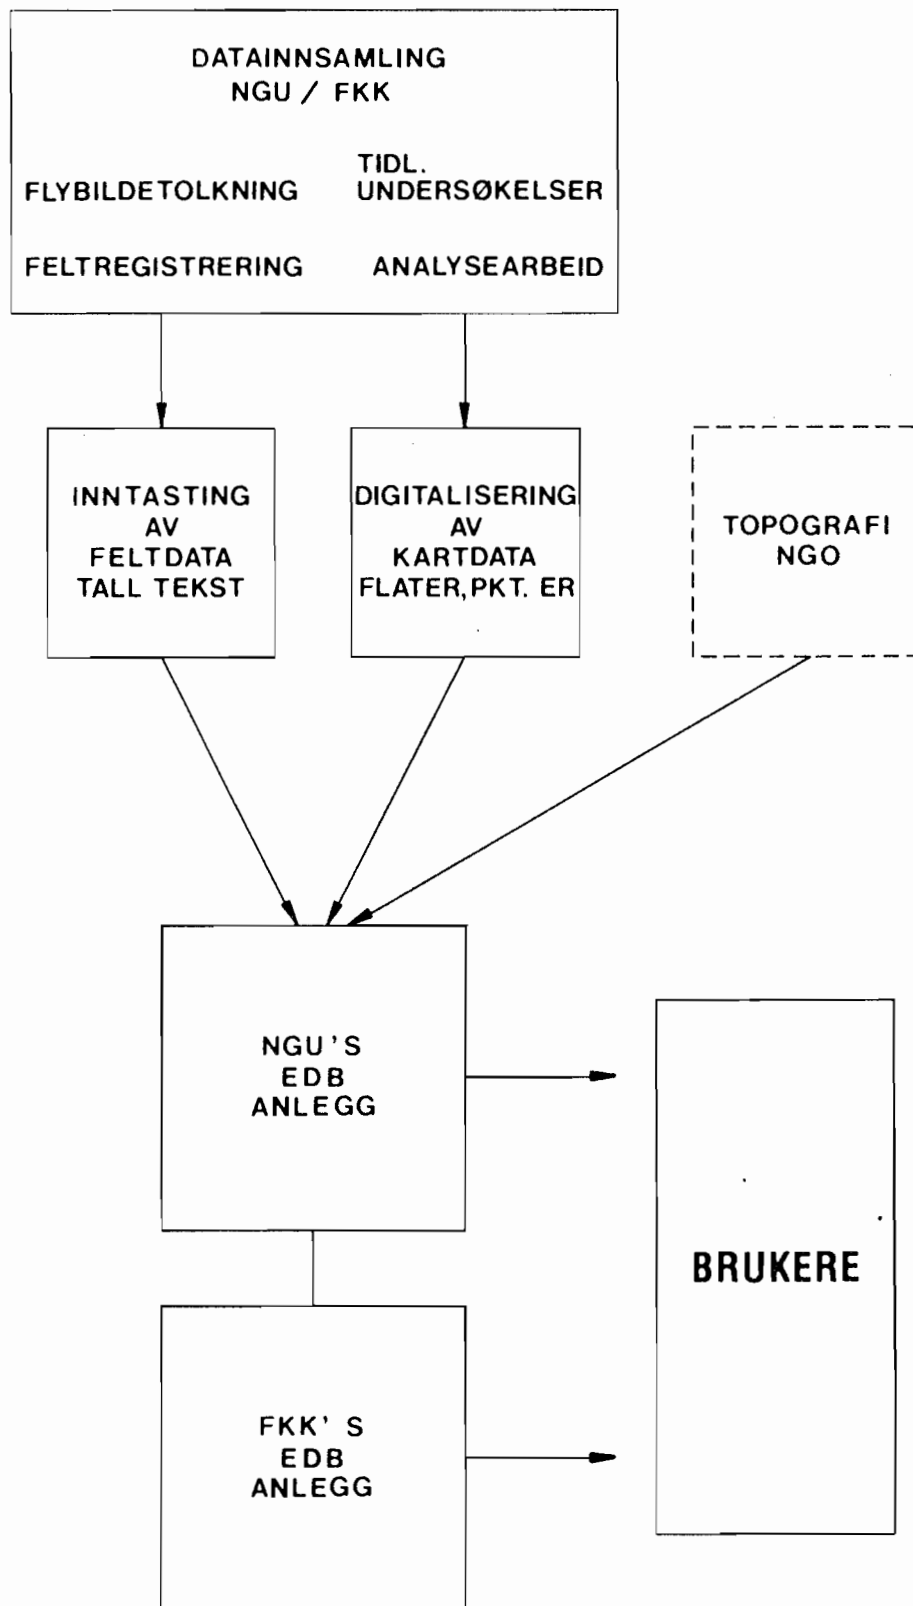 DATAINNSAMLING
NGU / FKK
FLYBILDETOLKNING
TIDL.
UNDERSØKELSER
FELTREGISTRERING
ANALYSEARBEID
INNTASTING
AV
FELTDATA
TALL TEKST
DIGITALISERING
AV
KARTDATA
FLATER, PKT. ER
TOPOGRAFI
NGO
NGU'S
EDB
ANLEGG
BRUKERE
FKK' S
EDB
ANLEGG